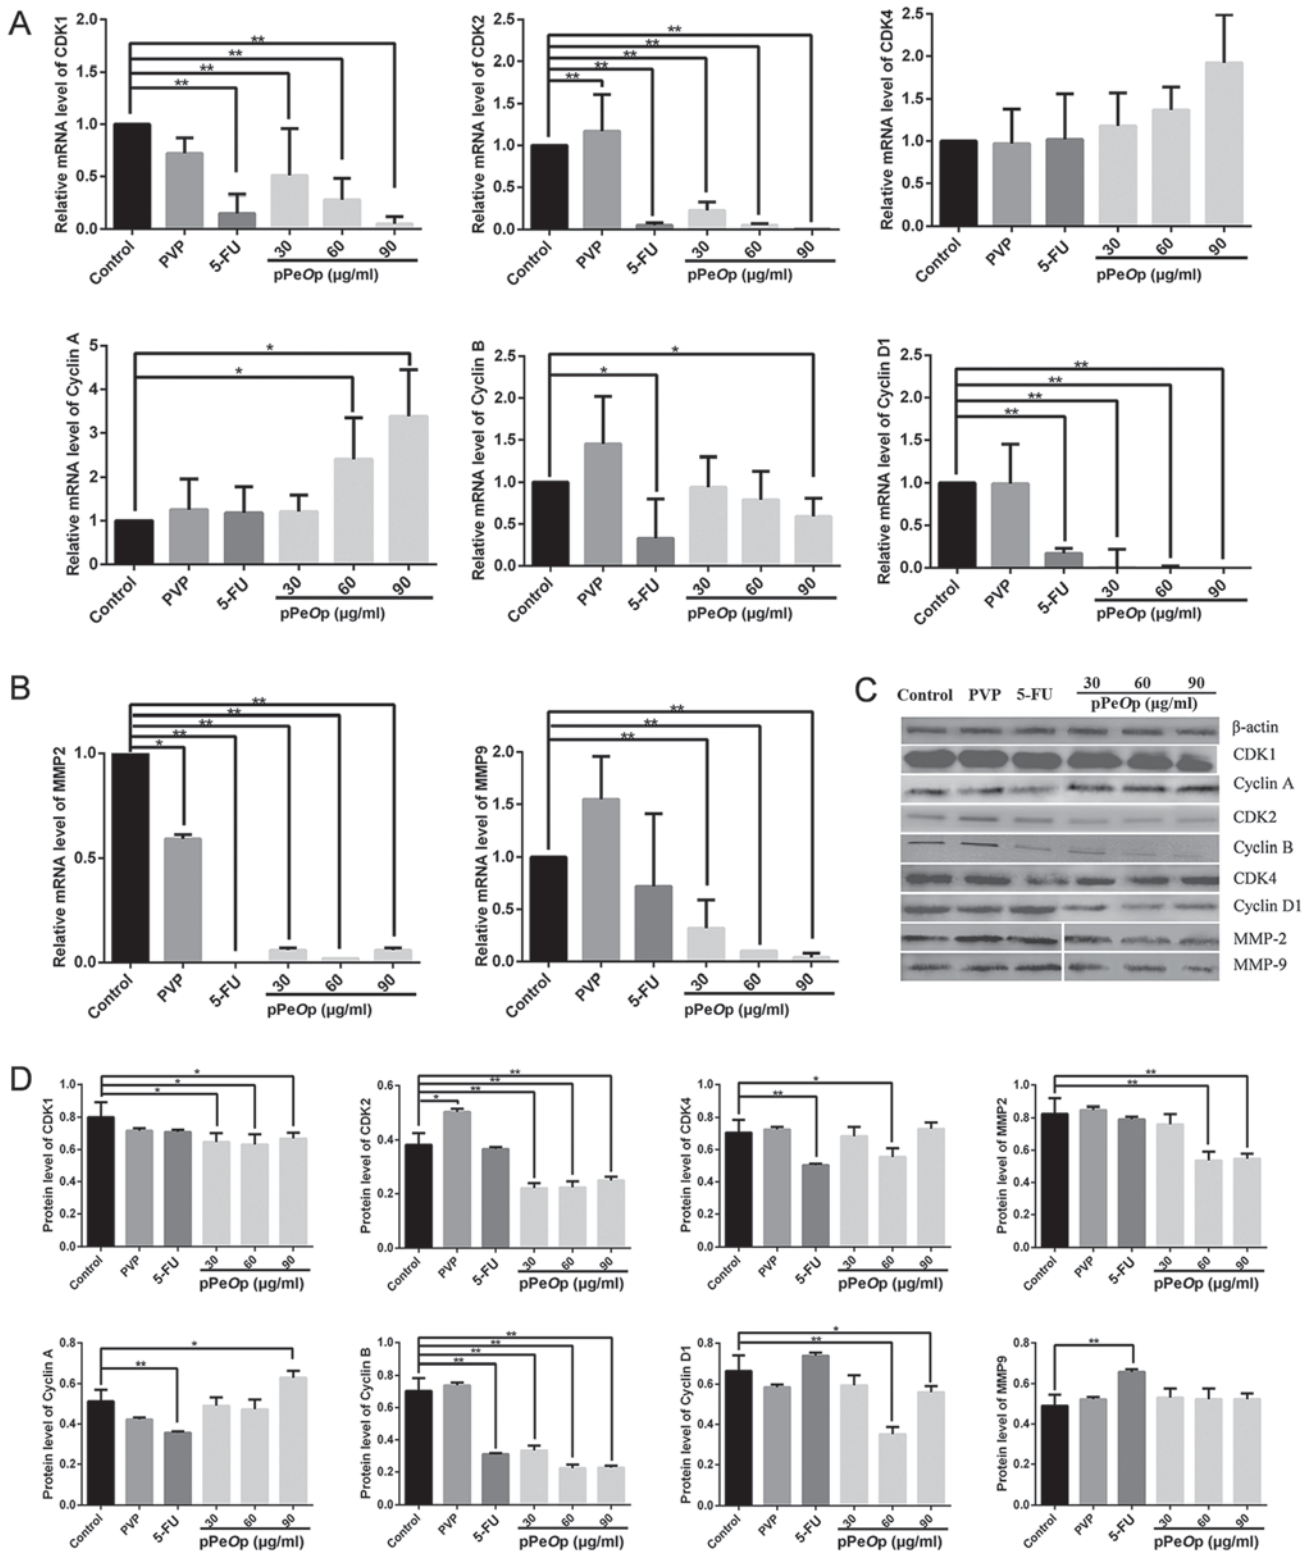 A
Relative mRNA level of CDK1
2.0
1.5
1.0
0.5
0.0
**
**
**
**
Control
PVP
5-FU
30
60
90
pPeOp (µg/ml)
Relative mRNA level of CDK2
2.5
2.0
1.5
1.0
0.5
0.0
**
**
**
**
**
Control
PVP
5-FU
30
60
90
pPeOp (µg/ml)
Relative mRNA level of CDK4
2.5
2.0
1.5
1.0
0.5
0.0
Control
PVP
5-FU
30
60
90
pPeOp (µg/ml)
Relative mRNA level of Cyclin A
5
4
3
2
1
0
*
*
Control
PVP
5-FU
30
60
90
pPeOp (µg/ml)
Relative mRNA level of Cyclin B
2.5
2.0
1.5
1.0
0.5
0.0
*
*
Control
PVP
5-FU
30
60
90
pPeOp (µg/ml)
Relative mRNA level of Cyclin D1
2.5
2.0
1.5
1.0
0.5
0.0
**
**
**
**
Control
PVP
5-FU
30
60
90
pPeOp (µg/ml)
B
Relative mRNA level of MMP2
1.0
0.5
0.0
**
**
**
**
*
Control
PVP
5-FU
30
60
90
pPeOp (µg/ml)
Relative mRNA level of MMP9
2.0
1.5
1.0
0.5
0.0
**
**
**
Control
PVP
5-FU
30
60
90
pPeOp (µg/ml)
C
Control PVP 5-FU 30 60 90
pPeOp (µg/ml)
β-actin
CDK1
Cyclin A
CDK2
Cyclin B
CDK4
Cyclin D1
MMP-2
MMP-9
D
Protein level of CDK1
1.0
0.8
0.6
0.4
0.2
0.0
*
*
*
Control
PVP
5-FU
30
60
90
pPeOp (µg/ml)
Protein level of CDK2
0.6
0.4
0.2
0.0
**
**
**
*
Control
PVP
5-FU
30
60
90
pPeOp (µg/ml)
Protein level of CDK4
1.0
0.8
0.6
0.4
0.2
0.0
*
**
Control
PVP
5-FU
30
60
90
pPeOp (µg/ml)
Protein level of MMP2
1.0
0.8
0.6
0.4
0.2
0.0
**
**
Control
PVP
5-FU
30
60
90
pPeOp (µg/ml)
Protein level of Cyclin A
0.8
0.6
0.4
0.2
0.0
*
**
Control
PVP
5-FU
30
60
90
pPeOp (µg/ml)
Protein level of Cyclin B
1.0
0.8
0.6
0.4
0.2
0.0
**
**
**
**
Control
PVP
5-FU
30
60
90
pPeOp (µg/ml)
Protein level of Cyclin D1
0.8
0.6
0.4
0.2
0.0
*
**
Control
PVP
5-FU
30
60
90
pPeOp (µg/ml)
Protein level of MMP9
0.8
0.6
0.4
0.2
0.0
**
Control
PVP
5-FU
30
60
90
pPeOp (µg/ml)